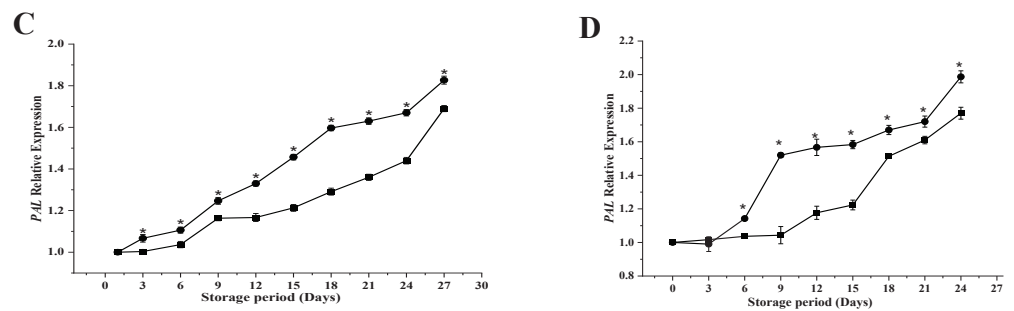 C
PAL Relative Expression
2.0
1.8
1.6
1.4
1.2
1.0
* * * * * * * * *
0 3 6 9 12 15 18 21 24 27 30
Storage period (Days)
D
PAL Relative Expression
2.2
2.0
1.8
1.6
1.4
1.2
1.0
0.8
* * * * * * *
0 3 6 9 12 15 18 21 24 27
Storage period (Days)